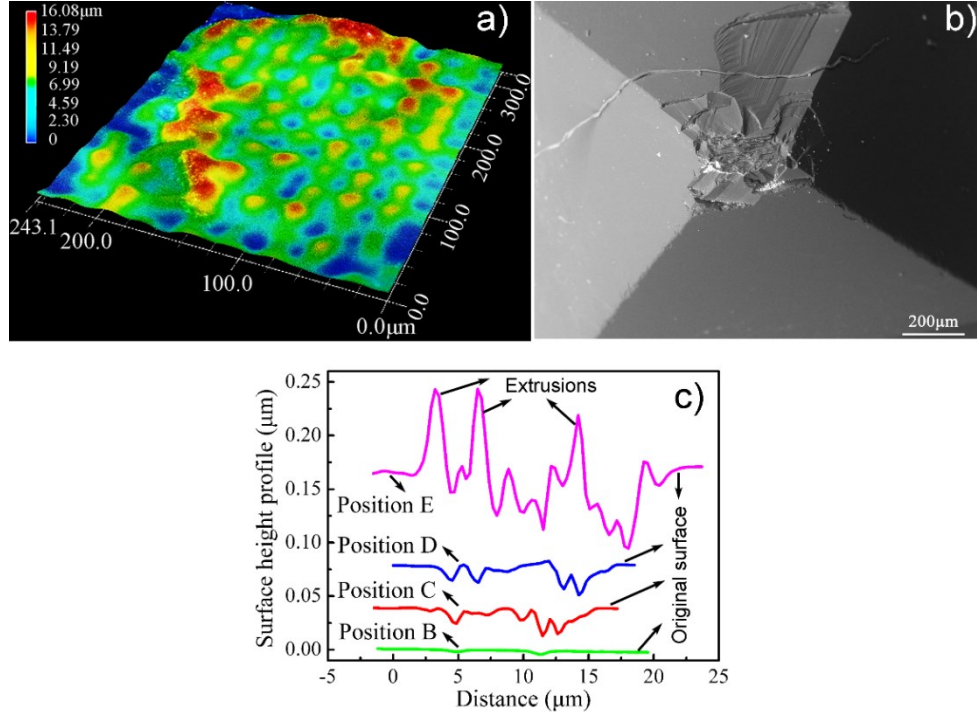 16.08μm
13.79
11.49
9.19
6.99
4.59
2.30
0
a)
300.0
200.0
100.0
0.0
243.1
200.0
100.0
0.0μm
b)
200μm
c)
Surface height profile (μm)
0.25
0.20
0.15
0.10
0.05
0.00
Extrusions
Position E
Position D
Position C
Position B
Original surface
-5
0
5
10
15
20
25
Distance (μm)